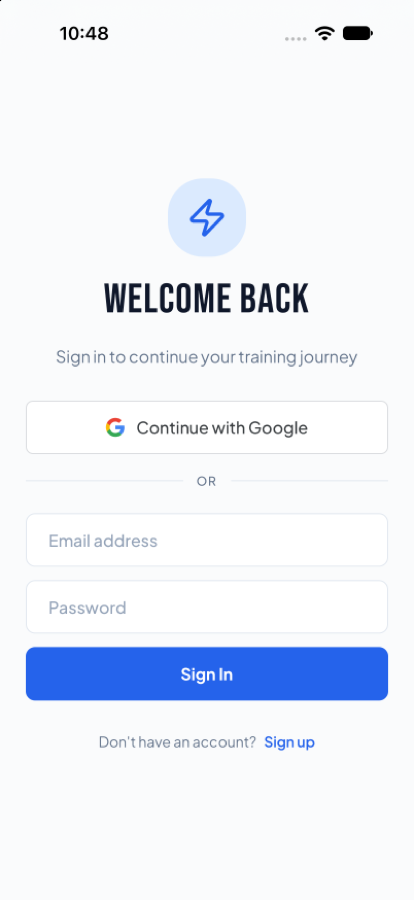 10:48
WELCOME BACK
Sign in to continue your training journey
Continue with Google
OR
Email address
Password
Sign In
Don't have an account? Sign up